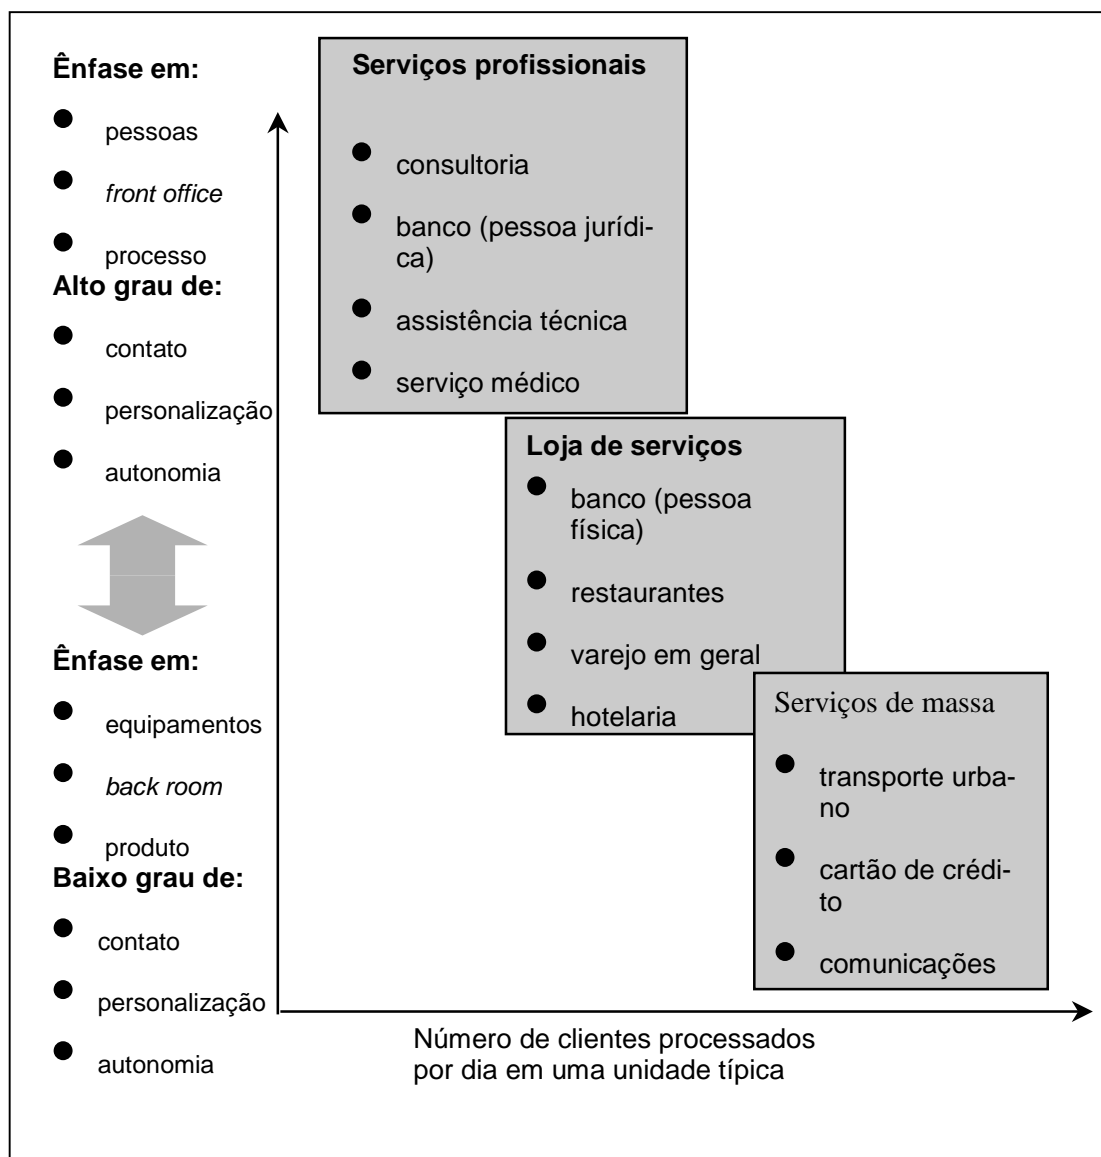 Ênfase em:
● pessoas
● front office
● processo
Alto grau de:
● contato
● personalização
● autonomia
Ênfase em:
● equipamentos
● back room
● produto
Baixo grau de:
● contato
● personalização
● autonomia
Serviços profissionais
● consultoria
● banco (pessoa jurídi-
ca)
● assistência técnica
● serviço médico
Loja de serviços
● banco (pessoa
física)
● restaurantes
● varejo em geral
● hotelaria
Serviços de massa
● transporte urba-
no
● cartão de crédi-
to
● comunicações
Número de clientes processados
por dia em uma unidade típica